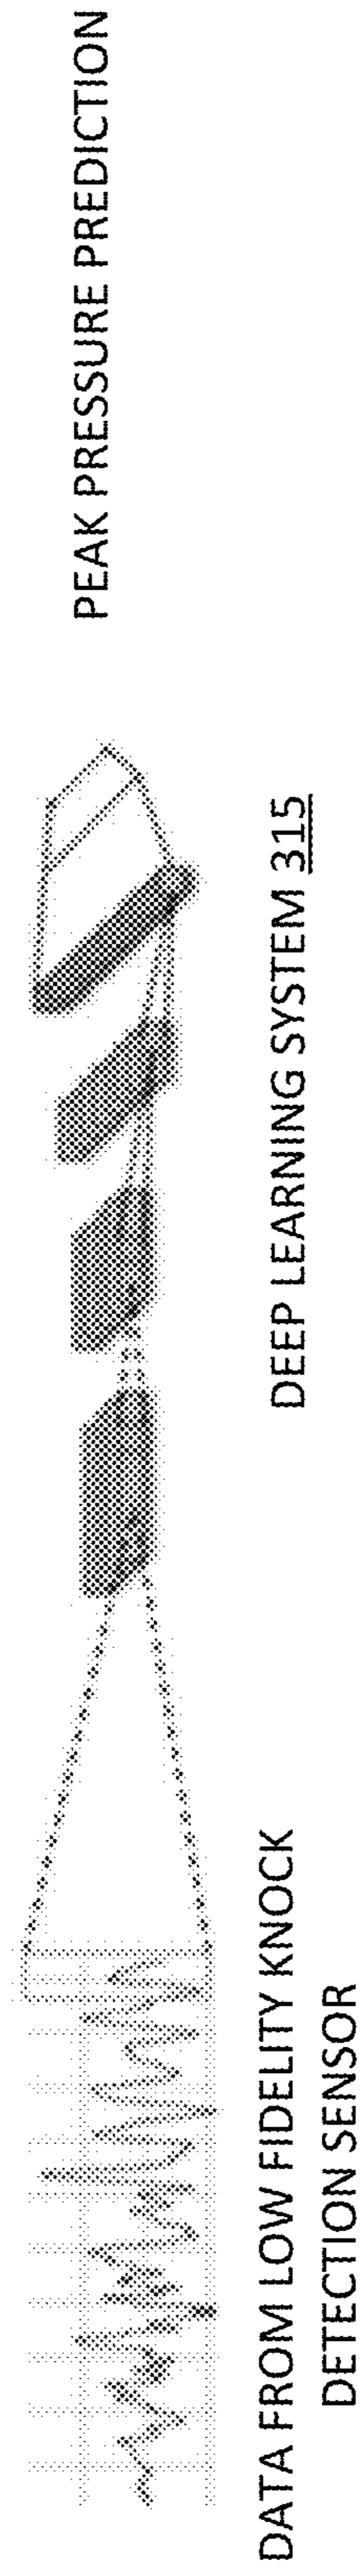 DATA FROM LOW FIDELITY KNOCK
DETECTION SENSOR
DEEP LEARNING SYSTEM 315
PEAK PRESSURE PREDICTION